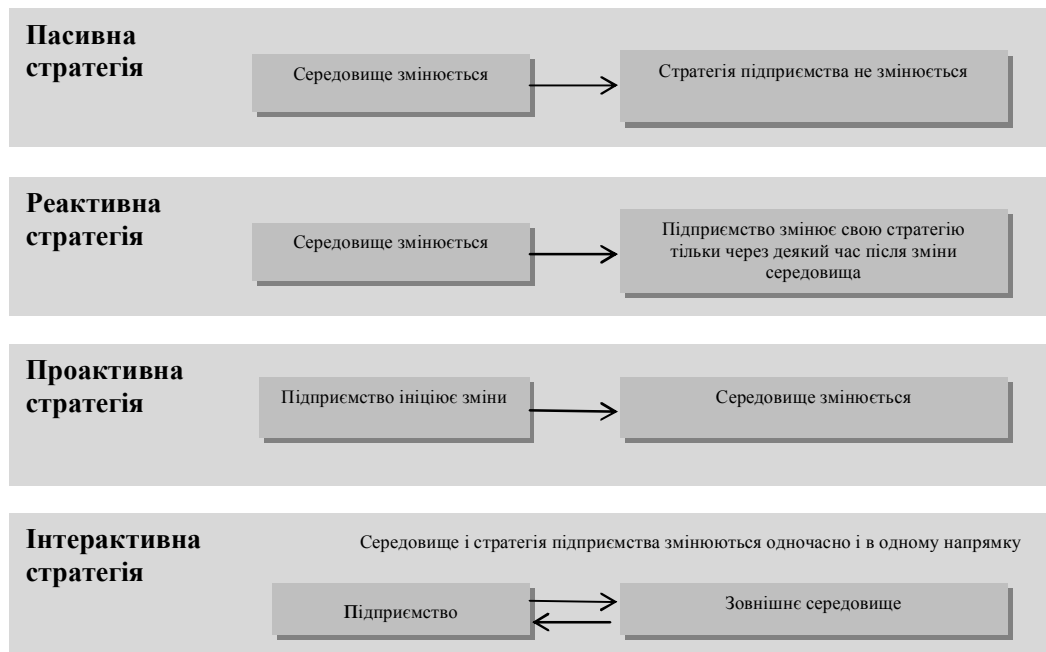 Пасивна
стратегія
Середовище змінюється
Стратегія підприємства не змінюється
Реактивна
стратегія
Середовище змінюється
Підприємство змінює свою стратегію
тільки через деякий час після зміни
середовища
Проактивна
стратегія
Підприємство ініціює зміни
Середовище змінюється
Інтерактивна
стратегія
Середовище і стратегія підприємства змінюються одночасно і в одному напрямку
Підприємство
Зовнішнє середовище